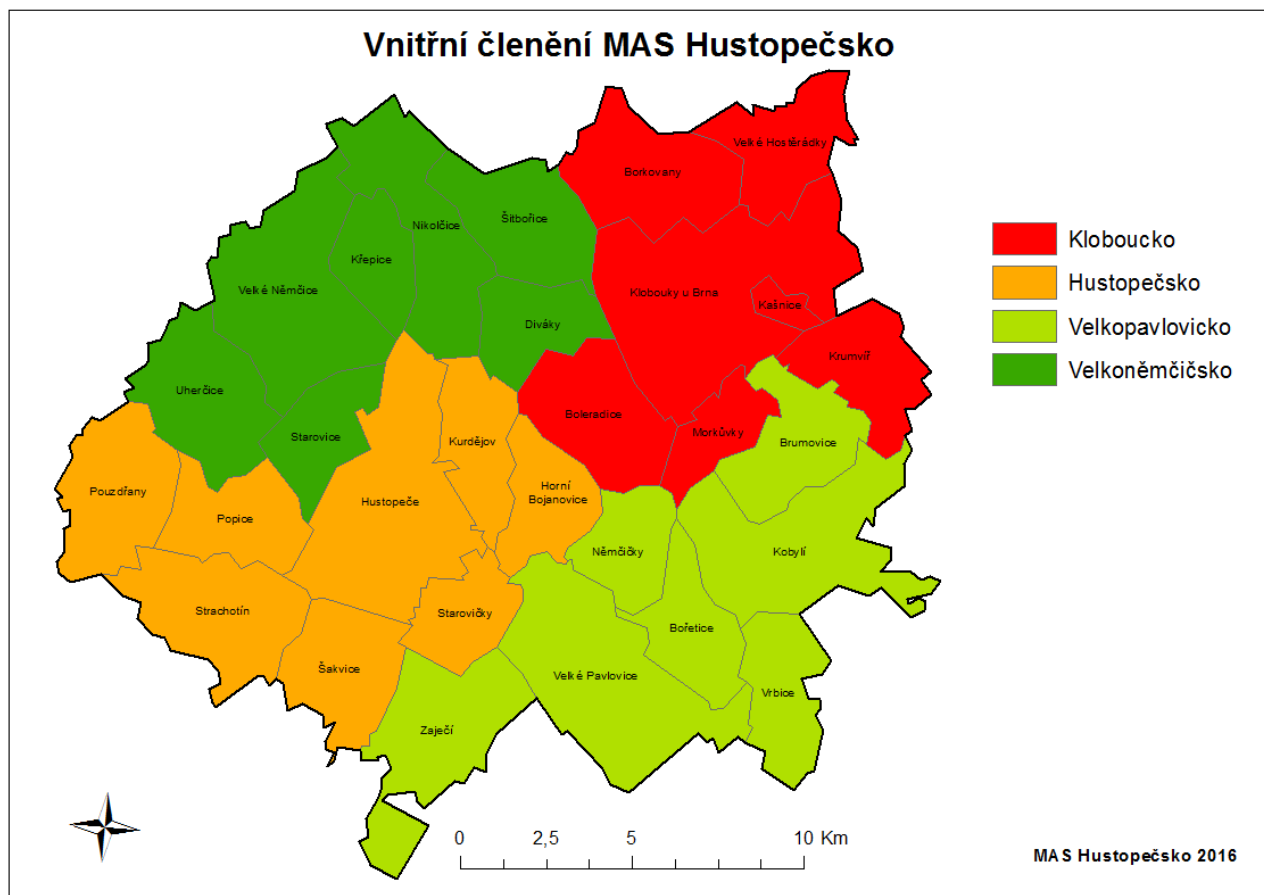 Vnitřní členění MAS Hustopečsko
Velké Hostěrádky
Borkovany
Šitbořice
Nikolčice
Křepice
Velké Němčice
Klobouky u Brna
Kašnice
Diváky
Krumvíř
Uherčice
Boleradice
Starovice
Morkůvky
Kurdějov
Brumovice
Pouzdřany
Horní
Bojanovice
Hustopeče
Popice
Němčičky
Kobylí
Strachotín
Starovičky
Bořetice
Šakvice
Velké Pavlovice
Vrbice
Zaječí
Kloboucko
Hustopečsko
Velkopavlovicko
Velkoněmčičsko
0 2,5 5 10 Km
MAS Hustopečsko 2016